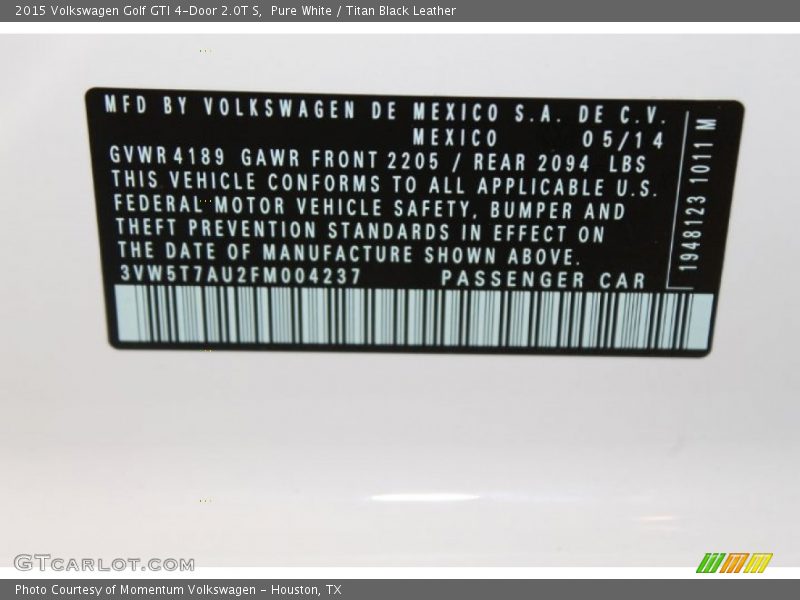 2015 Volkswagen Golf GTI 4-Door 2.0T S,  Pure White / Titan Black Leather
MFD BY VOLKSWAGEN DE MEXICO S.A. DE C.V.
MEXICO 05/14
GVWR 4189 GAWR FRONT 2205 / REAR 2094 LBS
THIS VEHICLE CONFORMS TO ALL APPLICABLE U.S.
FEDERAL MOTOR VEHICLE SAFETY, BUMPER AND
THEFT PREVENTION STANDARDS IN EFFECT ON
THE DATE OF MANUFACTURE SHOWN ABOVE.
3VW5T7AU2FM004237 PASSENGER CAR
1948123 1011 M
GTCARLOT.COM
Photo Courtesy of Momentum Volkswagen - Houston, TX